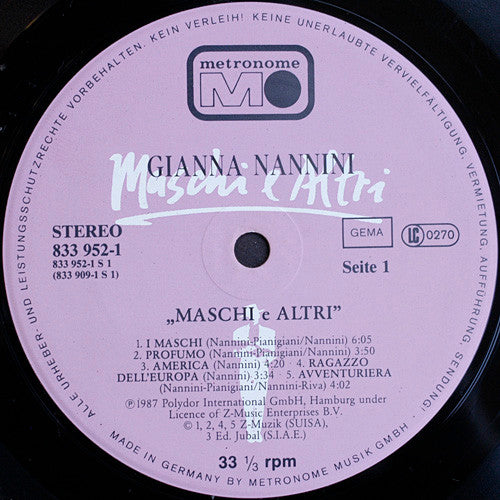 ALLE URHEBER- UND LEISTUNGSSCHUTZRECHTE VORBEHALTEN. KEIN VERLEIH! KEINE UNERLAUBTE VERVIELFÄLTIGUNG, VERMIETUNG, AUFFÜHRUNG, SENDUNG!
metronome
MO
GIANNA NANNINI
Maschi e Altri
STEREO
833 952-1
833 952-1 S 1
(833 909-1 S 1)
GEMA
LC 0270
Seite 1
„MASCHI e ALTRI”
1. I MASCHI (Nannini-Pianigiani/Nannini) 6:05
2. PROFUMO (Nannini-Pianigiani/Nannini) 3:50
3. AMERICA (Nannini) 4:20 · 4. RAGAZZO
DELL'EUROPA (Nannini) 3:34 · 5. AVVENTURIERA
(Nannini-Pianigiani/Nannini-Riva) 4:02
Ⓟ1987 Polydor International GmbH, Hamburg under
Licence of Z-Music Enterprises B.V.
© 1, 2, 4, 5 Z-Muzik (SUISA),
3 Ed. Jubal (S.I.A.E.)
33 1/3 rpm
MADE IN GERMANY BY METRONOME MUSIK GMBH